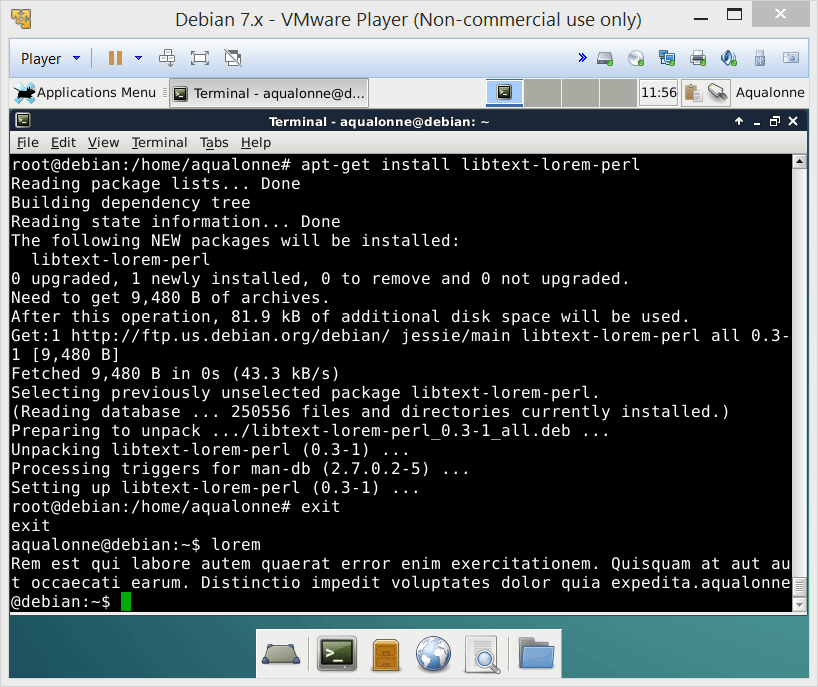 Debian 7.x - VMware Player (Non-commercial use only)
Player
Applications Menu
Terminal - aqualonne@d...
11:56
Aqualonne
Terminal - aqualonne@debian: ~
File Edit View Terminal Tabs Help
root@debian:/home/aqualonne# apt-get install libtext-lorem-perl
Reading package lists... Done
Building dependency tree
Reading state information... Done
The following NEW packages will be installed:
  libtext-lorem-perl
0 upgraded, 1 newly installed, 0 to remove and 0 not upgraded.
Need to get 9,480 B of archives.
After this operation, 81.9 kB of additional disk space will be used.
Get:1 http://ftp.us.debian.org/debian/ jessie/main libtext-lorem-perl all 0.3-
1 [9,480 B]
Fetched 9,480 B in 0s (43.3 kB/s)
Selecting previously unselected package libtext-lorem-perl.
(Reading database ... 250556 files and directories currently installed.)
Preparing to unpack .../libtext-lorem-perl_0.3-1_all.deb ...
Unpacking libtext-lorem-perl (0.3-1) ...
Processing triggers for man-db (2.7.0.2-5) ...
Setting up libtext-lorem-perl (0.3-1) ...
root@debian:/home/aqualonne# exit
exit
aqualonne@debian:~$ lorem
Rem est qui labore autem quaerat error enim exercitationem. Quisquam at aut au
t occaecati earum. Distinctio impedit voluptates dolor quia expedita.aqualonne
@debian:~$